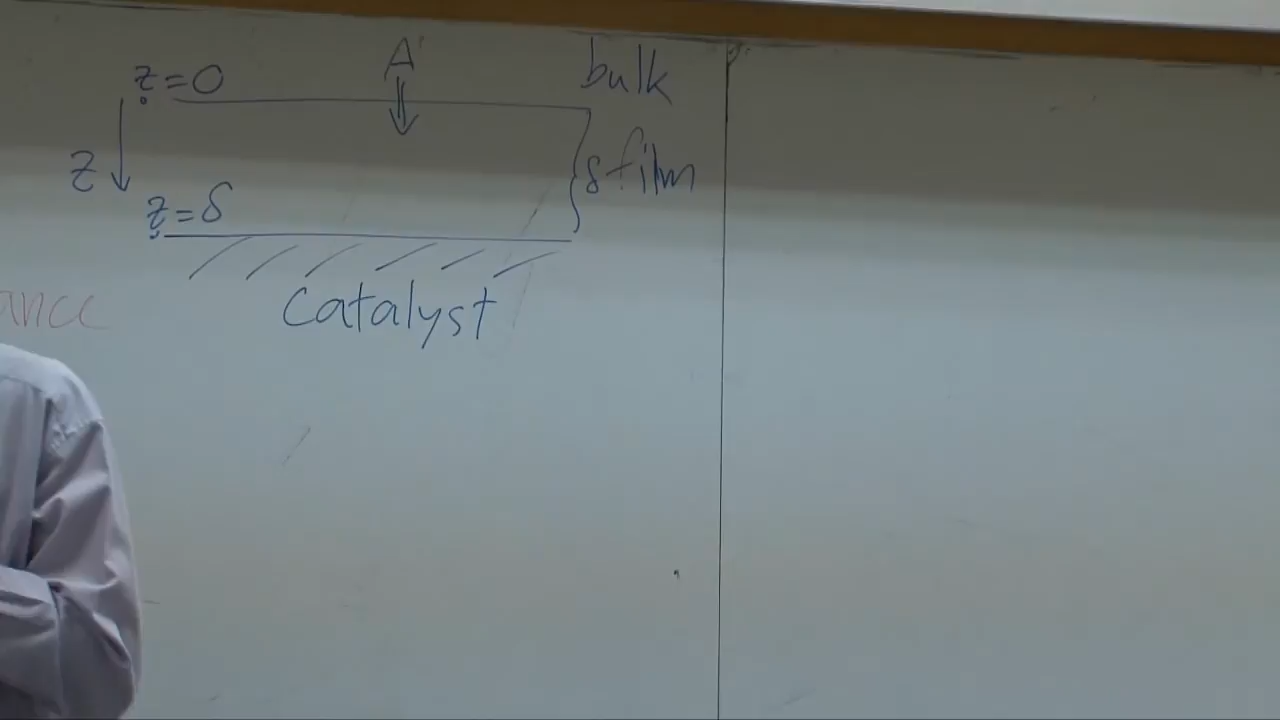 z=0
A
bulk
z
δ film
z=δ
catalyst